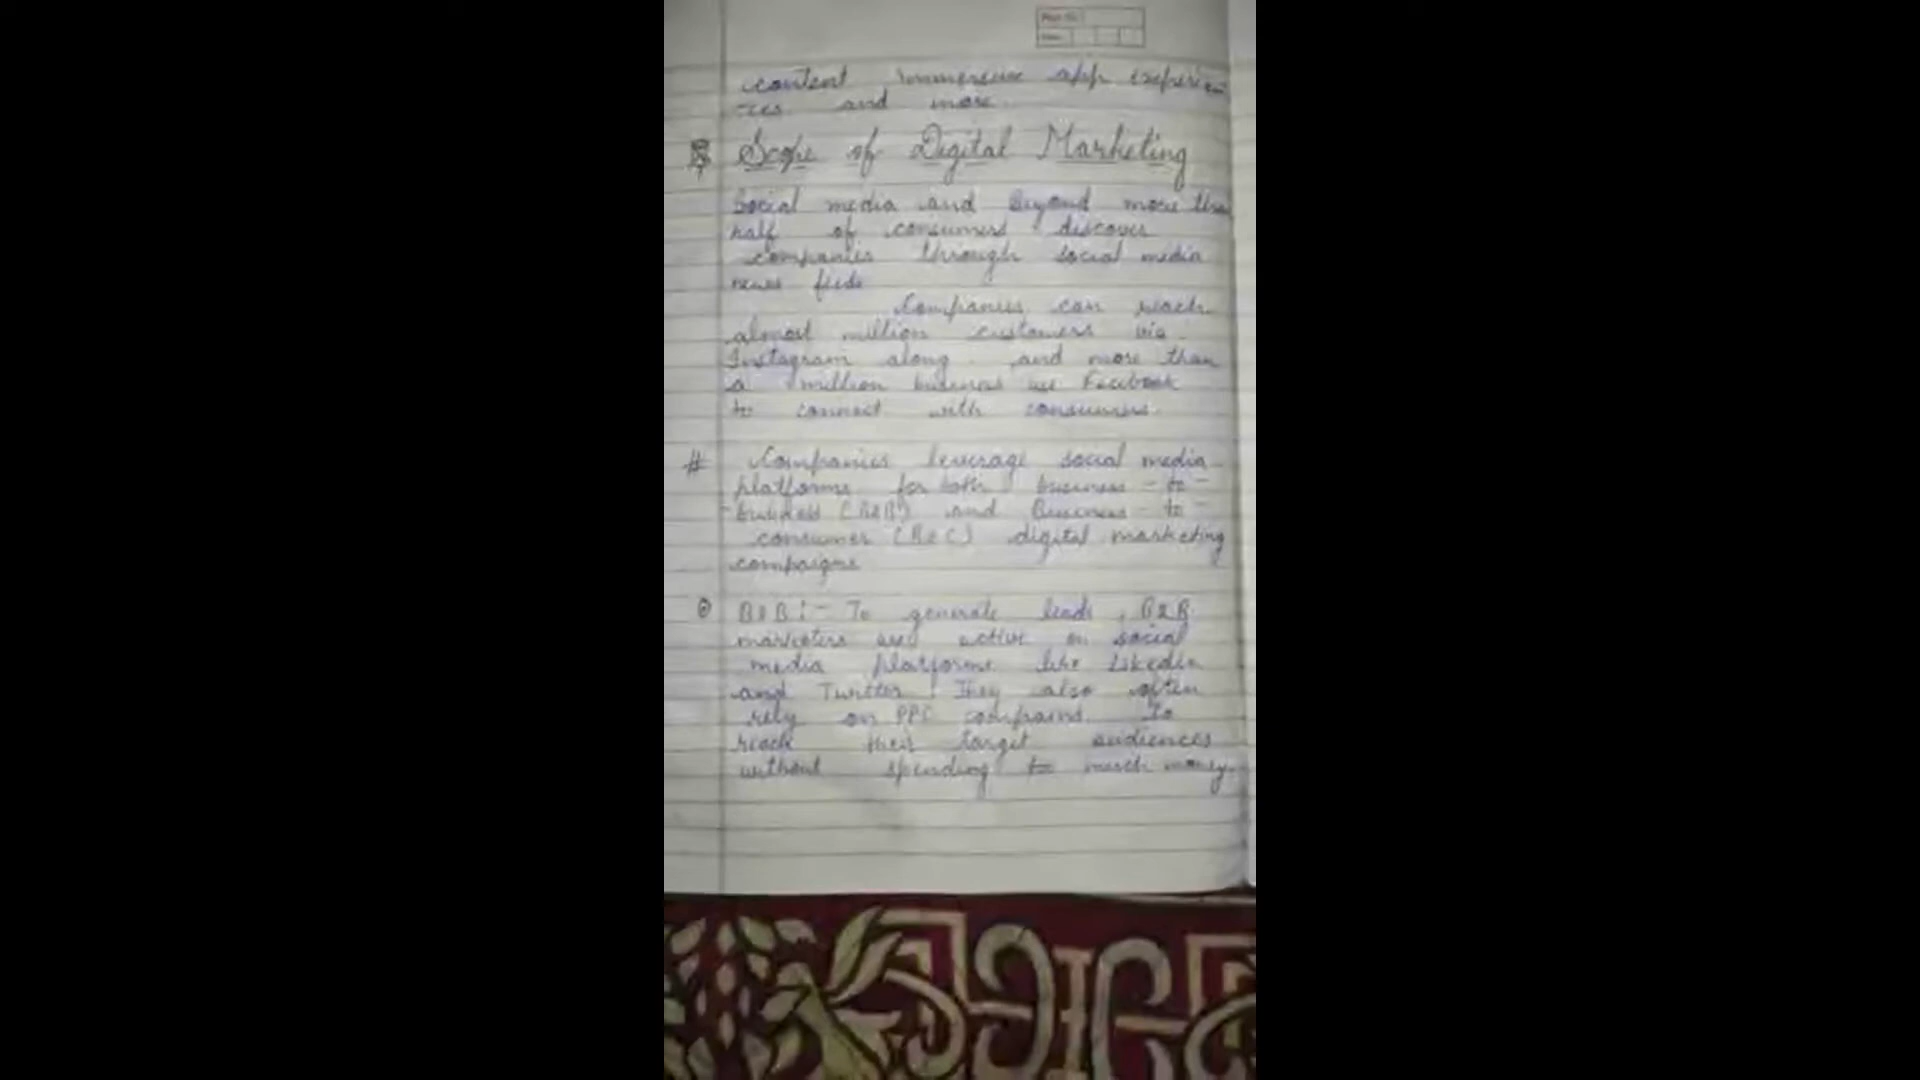 Page No.
Date
content immersive app experien
-ces and more
Scope of Digital Marketing
Social media and Beyond more than
half of consumers discover
companies through social media
news feeds
Companies can reach
almost million customers via
Instagram along and more than
a million business use Facebook
to connect with consumers.
# Companies leverage social media
platforms for both business - to -
- business (B2B) and Business - to -
consumer (B2C) digital marketing
compaigns
B2B:- To generate leads, B2B
marketers are active on social
media platforms like
and Twitter. They also often
rely on PPC To
reach their target audiences
without spending to much money.